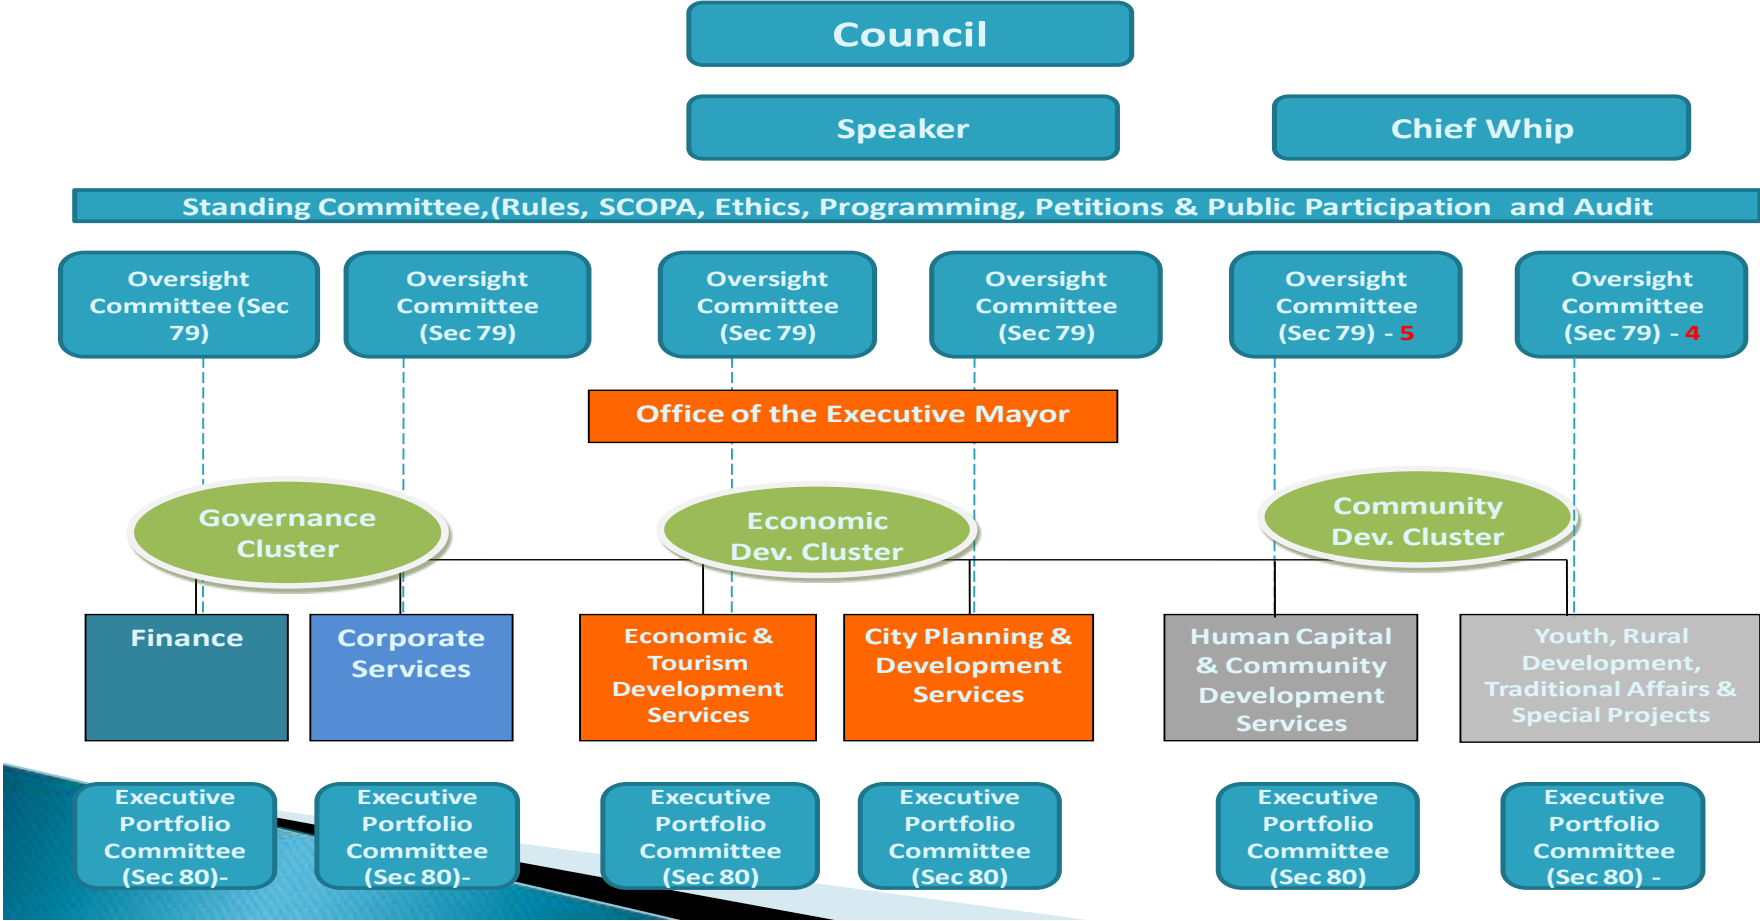 Council
Speaker
Chief Whip
Standing Committee,(Rules, SCOPA, Ethics, Programming, Petitions & Public Participation and Audit
Oversight
Committee (Sec
79)
Oversight
Committee
(Sec 79)
Oversight
Committee
(Sec 79)
Oversight
Committee
(Sec 79)
Oversight
Committee
(Sec 79) - 5
Oversight
Committee
(Sec 79) - 4
Office of the Executive Mayor
Governance
Cluster
Economic
Dev. Cluster
Community
Dev. Cluster
Finance
Corporate
Services
Economic &
Tourism
Development
Services
City Planning &
Development
Services
Human Capital
& Community
Development
Services
Youth, Rural
Development,
Traditional Affairs &
Special Projects
Executive
Portfolio
Committee
(Sec 80)-
Executive
Portfolio
Committee
(Sec 80)-
Executive
Portfolio
Committee
(Sec 80)
Executive
Portfolio
Committee
(Sec 80)
Executive
Portfolio
Committee
(Sec 80)
Executive
Portfolio
Committee
(Sec 80) -